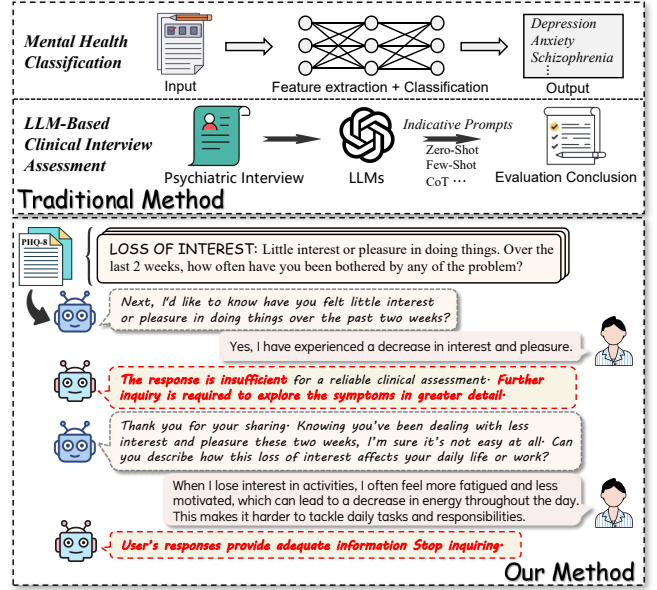 Mental Health
Classification
Input
Feature extraction + Classification
Depression
Anxiety
Schizophrenia
⋮
Output
LLM-Based
Clinical Interview
Assessment
Psychiatric Interview
LLMs
Indicative Prompts
Zero-Shot
Few-Shot
CoT ⋯
Evaluation Conclusion
Traditional Method
PHQ-8
LOSS OF INTEREST: Little interest or pleasure in doing things. Over the
last 2 weeks, how often have you been bothered by any of the problem?
Next, I'd like to know have you felt little interest
or pleasure in doing things over the past two weeks?
Yes, I have experienced a decrease in interest and pleasure.
The response is insufficient for a reliable clinical assessment. Further
inquiry is required to explore the symptoms in greater detail.
Thank you for your sharing. Knowing you've been dealing with less
interest and pleasure these two weeks, I'm sure it's not easy at all. Can
you describe how this loss of interest affects your daily life or work?
When I lose interest in activities, I often feel more fatigued and less
motivated, which can lead to a decrease in energy throughout the day.
This makes it harder to tackle daily tasks and responsibilities.
User's responses provide adequate information Stop inquiring.
Our Method